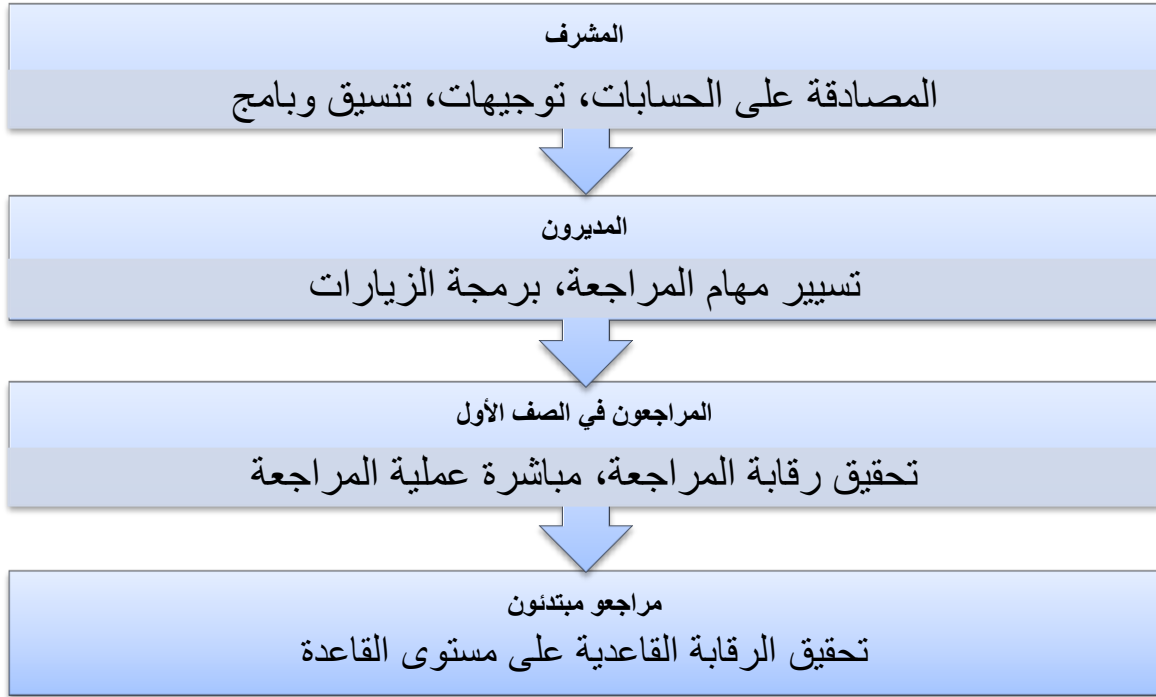 المشرف
المصادقة على الحسابات، توجيهات، تنسيق وبامج
المديرون
تسيير مهام المراجعة، برمجة الزيارات
المراجعون في الصف الأول
تحقيق رقابة المراجعة، مباشرة عملية المراجعة
مراجعو مبتدئون
تحقيق الرقابة القاعدية على مستوى القاعدة